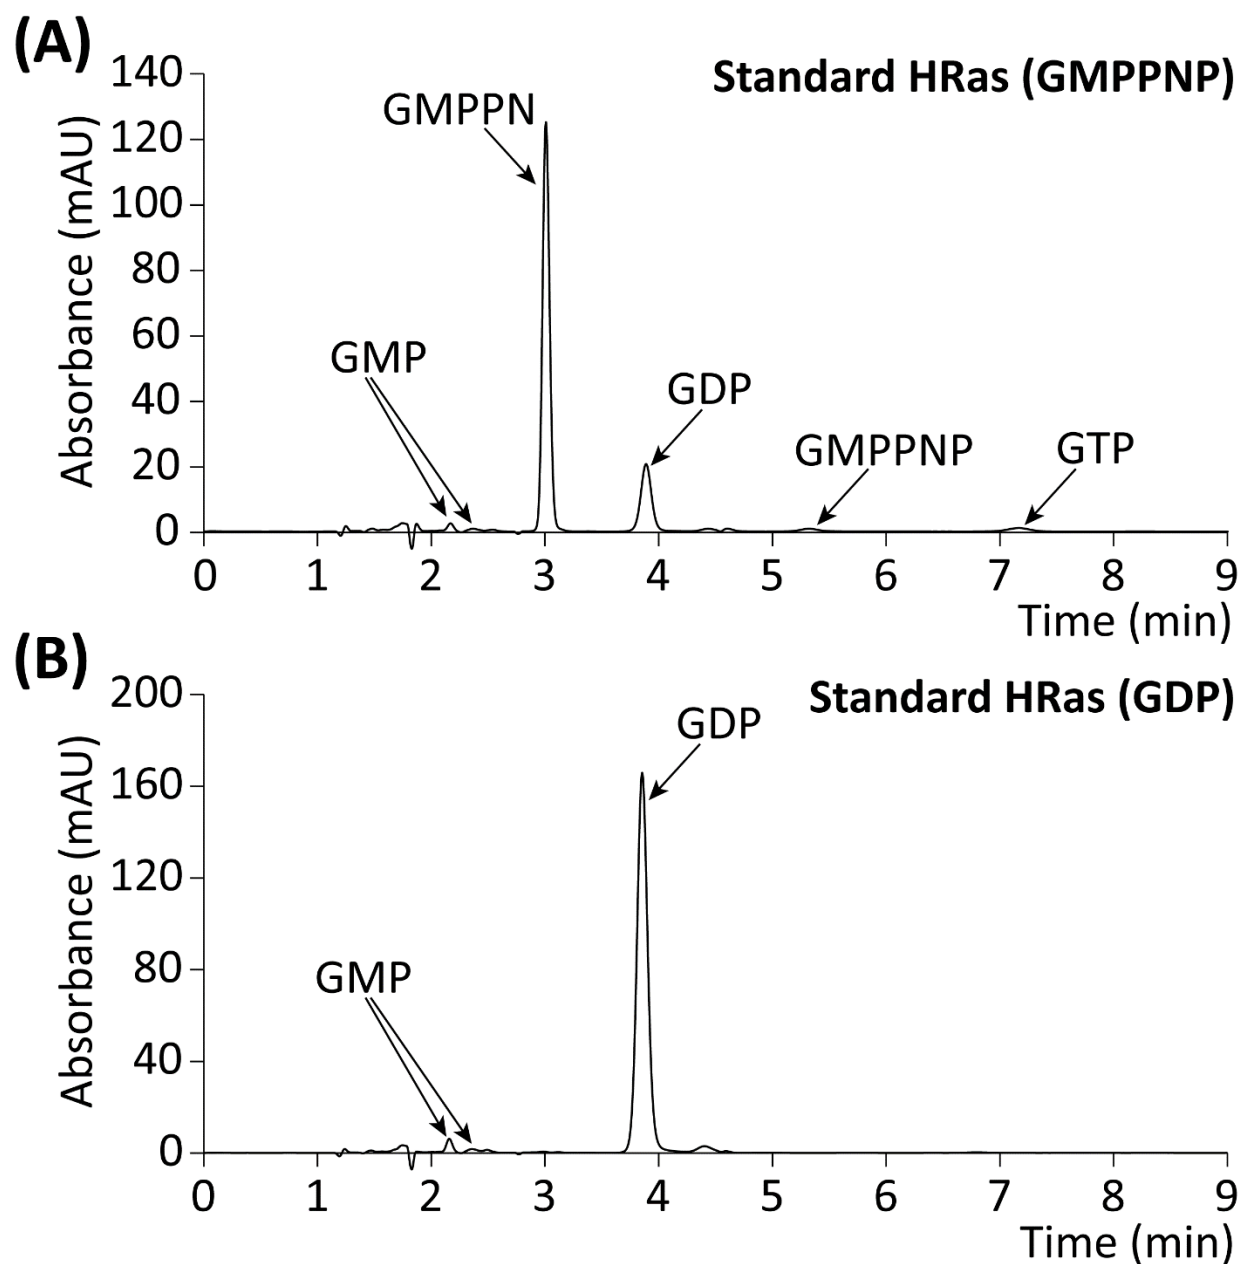 (A)
Standard HRas (GMPPNP)
Absorbance (mAU)
140
120
100
80
60
40
20
0
GMPPN
GMP
GDP
GMPPNP
GTP
0 1 2 3 4 5 6 7 8 9
Time (min)
(B)
Standard HRas (GDP)
Absorbance (mAU)
200
160
120
80
40
0
GDP
GMP
0 1 2 3 4 5 6 7 8 9
Time (min)